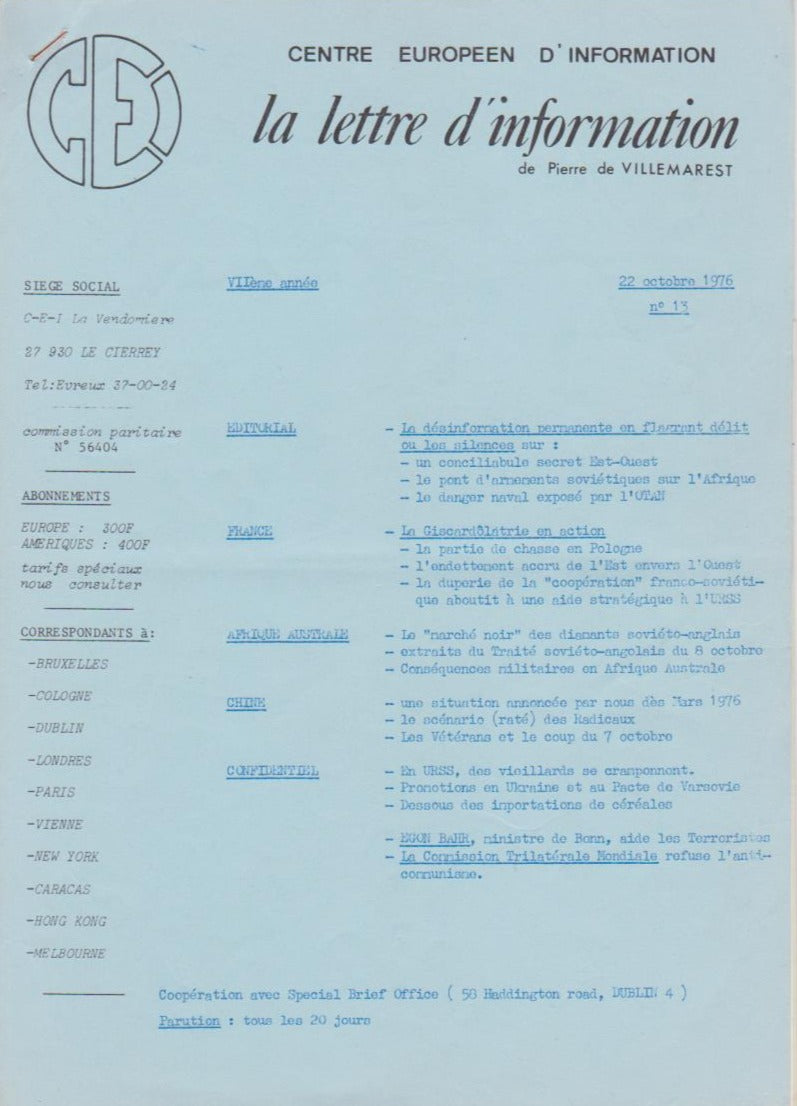 CEI
CENTRE EUROPEEN D'INFORMATION
la lettre d'information
de Pierre de VILLEMAREST
SIEGE SOCIAL
C-E-I La Vendomiere
27 930 LE CIERREY
Tel:Evreux 37-00-24
commission paritaire
N° 56404
ABONNEMENTS
EUROPE : 300F
AMERIQUES : 400F
tarifs spéciaux
nous consulter
CORRESPONDANTS à:
-BRUXELLES
-COLOGNE
-DUBLIN
-LONDRES
-PARIS
-VIENNE
-NEW YORK
-CARACAS
-HONG KONG
-MELBOURNE
VIIème année
22 octobre 1976
n° 13
EDITORIAL
- La désinformation permanente en flagrant délit
ou les silences sur :
- un conciliabule secret Est-Ouest
- le pont d'armements soviétiques sur l'Afrique
- le danger naval exposé par l'OTAN
FRANCE
- La Giscardôlatrie en action
- la partie de chasse en Pologne
- l'endettement accru de l'Est envers l'Ouest
- la duperie de la "coopération" franco-soviéti-
que aboutit à une aide stratégique à l'URSS
AFRIQUE AUSTRALE
- Le "marché noir" des diamants soviéto-anglais
- extraits du Traité soviéto-angolais du 8 octobre
- Conséquences militaires en Afrique Australe
CHINE
- une situation annoncée par nous dès Mars 1976
- le scénario (raté) des Radicaux
- Les Vétérans et le coup du 7 octobre
CONFIDENTIEL
- En URSS, des vieillards se cramponnent.
- Promotions en Ukraine et au Pacte de Varsovie
- Dessous des importations de céréales
- EGON BAHR, ministre de Bonn, aide les Terroristes
- La Commission Trilatérale Mondiale refuse l'anti-
communisme.
Coopération avec Special Brief Office ( 58 Haddington road, DUBLIN 4 )
Parution : tous les 20 jours